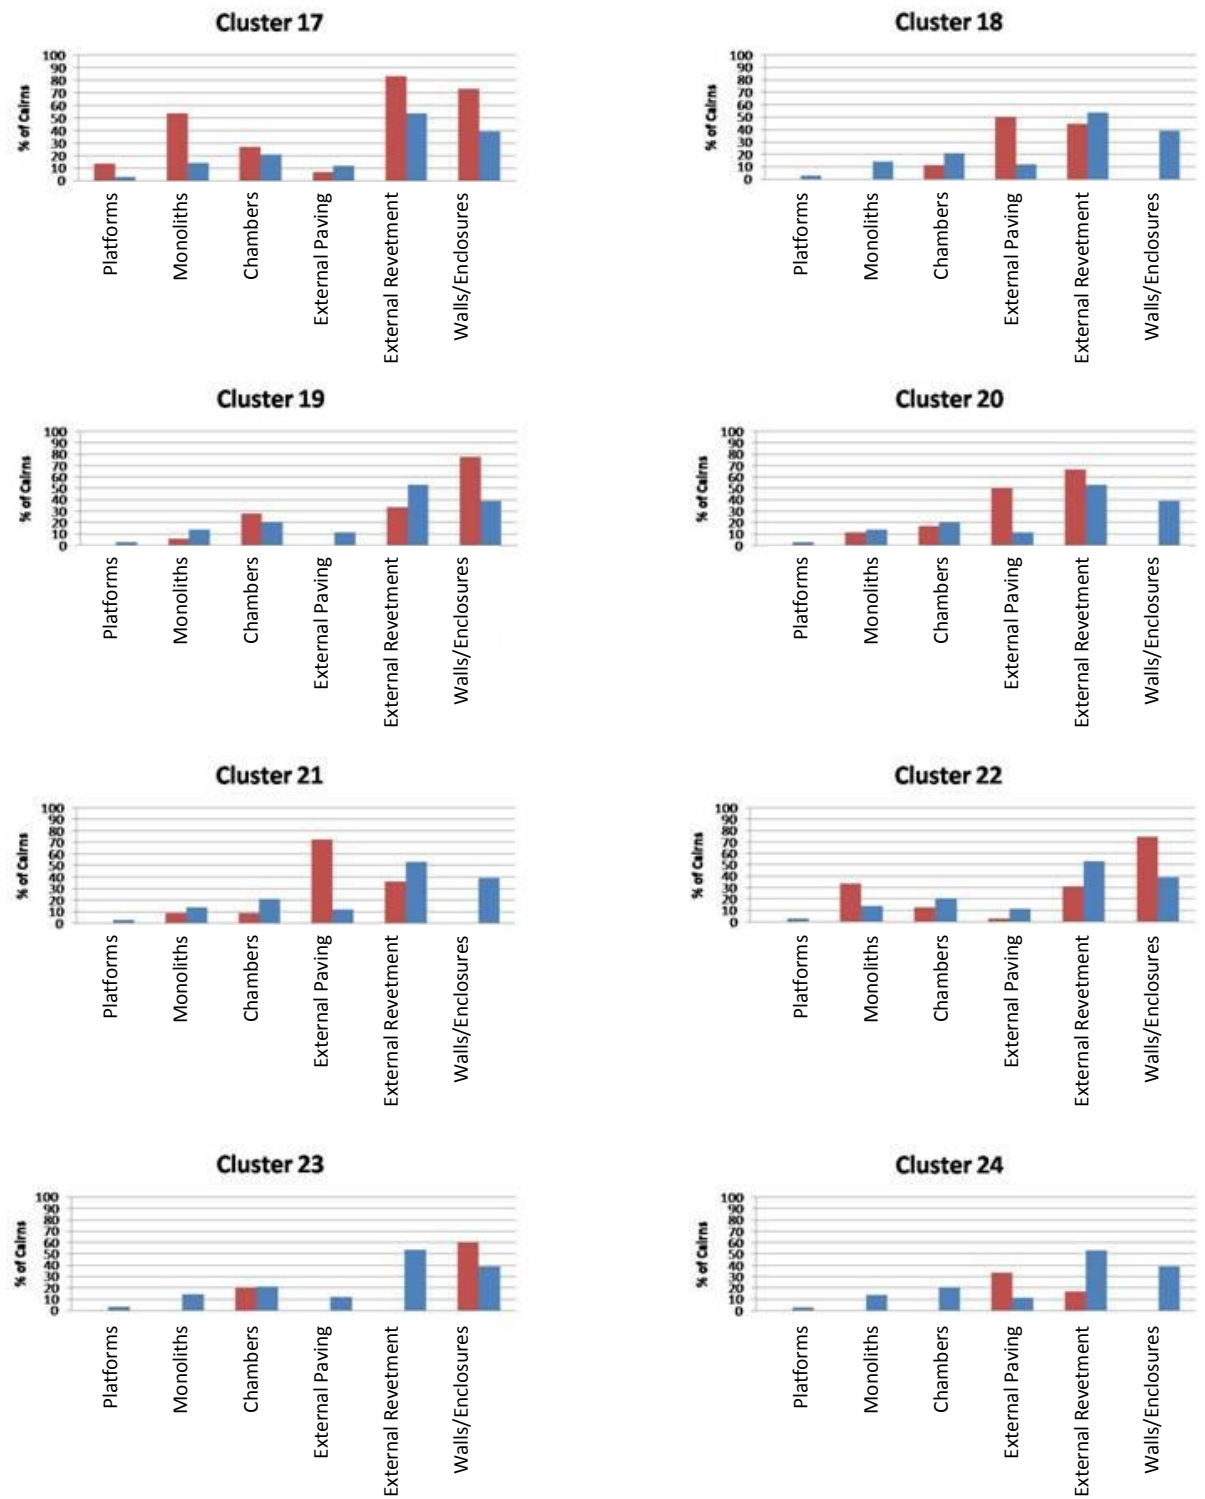 Cluster 17
% of Cairns
100
90
80
70
60
50
40
30
20
10
0
Platforms
Monoliths
Chambers
External Paving
External Revetment
Walls/Enclosures
Cluster 18
% of Cairns
100
90
80
70
60
50
40
30
20
10
0
Platforms
Monoliths
Chambers
External Paving
External Revetment
Walls/Enclosures
Cluster 19
% of Cairns
100
90
80
70
60
50
40
30
20
10
0
Platforms
Monoliths
Chambers
External Paving
External Revetment
Walls/Enclosures
Cluster 20
% of Cairns
100
90
80
70
60
50
40
30
20
10
0
Platforms
Monoliths
Chambers
External Paving
External Revetment
Walls/Enclosures
Cluster 21
% of Cairns
100
90
80
70
60
50
40
30
20
10
0
Platforms
Monoliths
Chambers
External Paving
External Revetment
Walls/Enclosures
Cluster 22
% of Cairns
100
90
80
70
60
50
40
30
20
10
0
Platforms
Monoliths
Chambers
External Paving
External Revetment
Walls/Enclosures
Cluster 23
% of Cairns
100
90
80
70
60
50
40
30
20
10
0
Platforms
Monoliths
Chambers
External Paving
External Revetment
Walls/Enclosures
Cluster 24
% of Cairns
100
90
80
70
60
50
40
30
20
10
0
Platforms
Monoliths
Chambers
External Paving
External Revetment
Walls/Enclosures